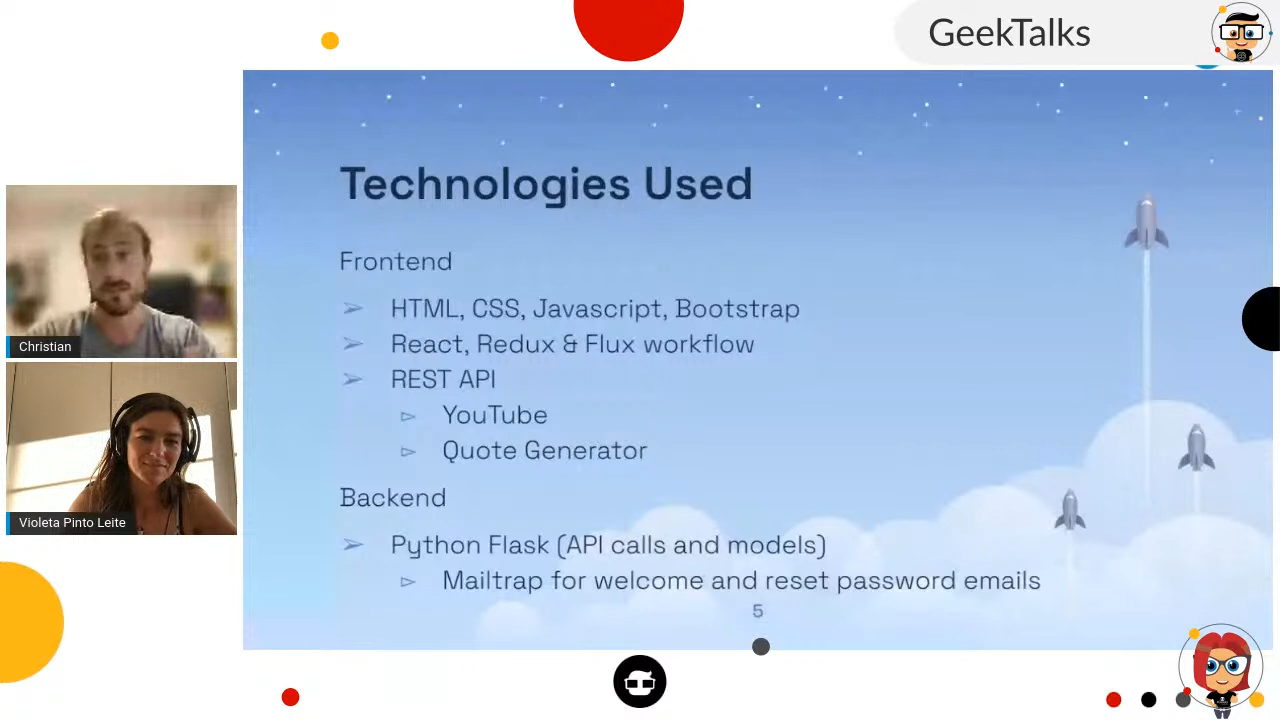 GeekTalks
Technologies Used
Frontend
➢ HTML, CSS, Javascript, Bootstrap
➢ React, Redux & Flux workflow
➢ REST API
▻ YouTube
▻ Quote Generator
Backend
➢ Python Flask (API calls and models)
▻ Mailtrap for welcome and reset password emails
5
Christian
Violeta Pinto Leite